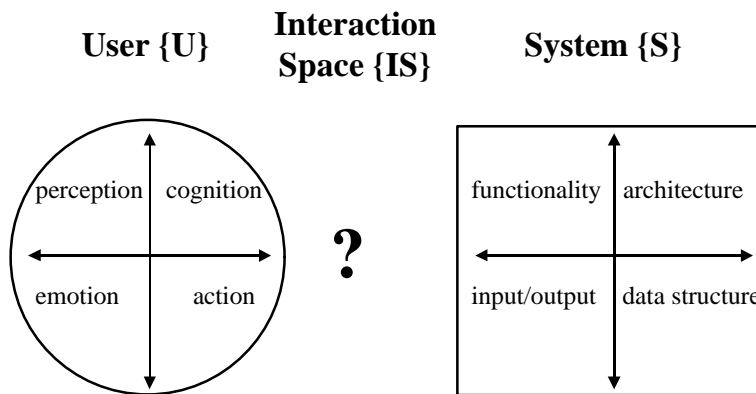 User {U}
Interaction
Space {IS}
System {S}
perception
cognition
emotion
action
?
functionality
architecture
input/output
data structure